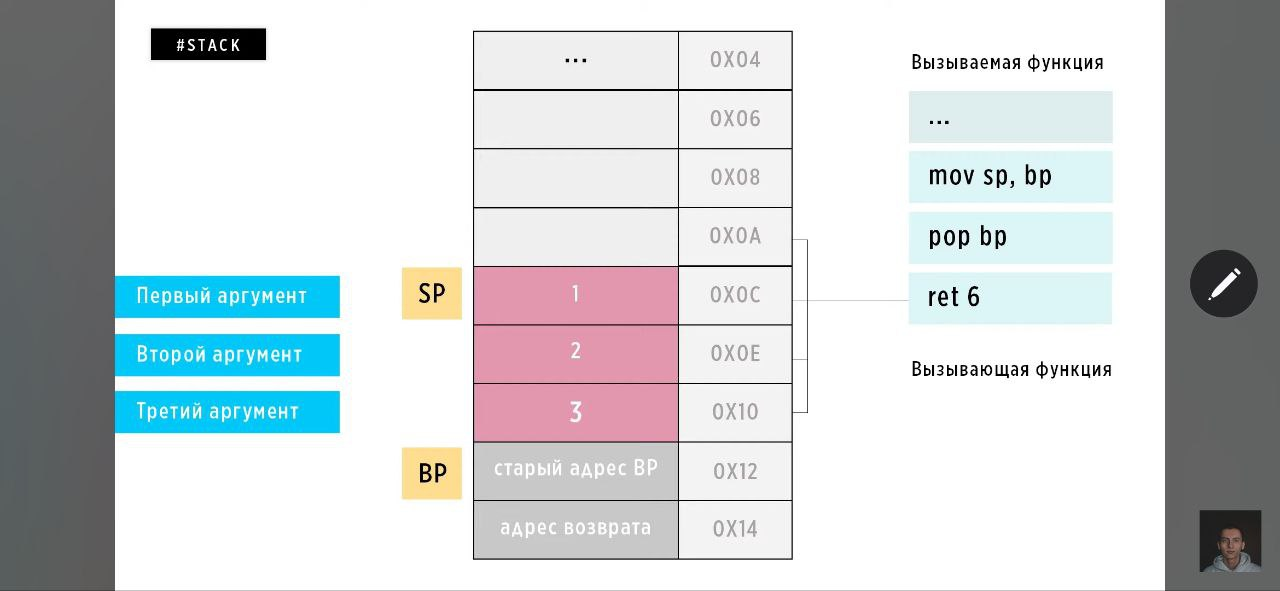 #STACK
... 0X04
0X06
0X08
0X0A
Первый аргумент SP 1 0X0C
Второй аргумент 2 0X0E
Третий аргумент 3 0X10
BP старый адрес BP 0X12
адрес возврата 0X14
Вызываемая функция
...
mov sp, bp
pop bp
ret 6
Вызывающая функция